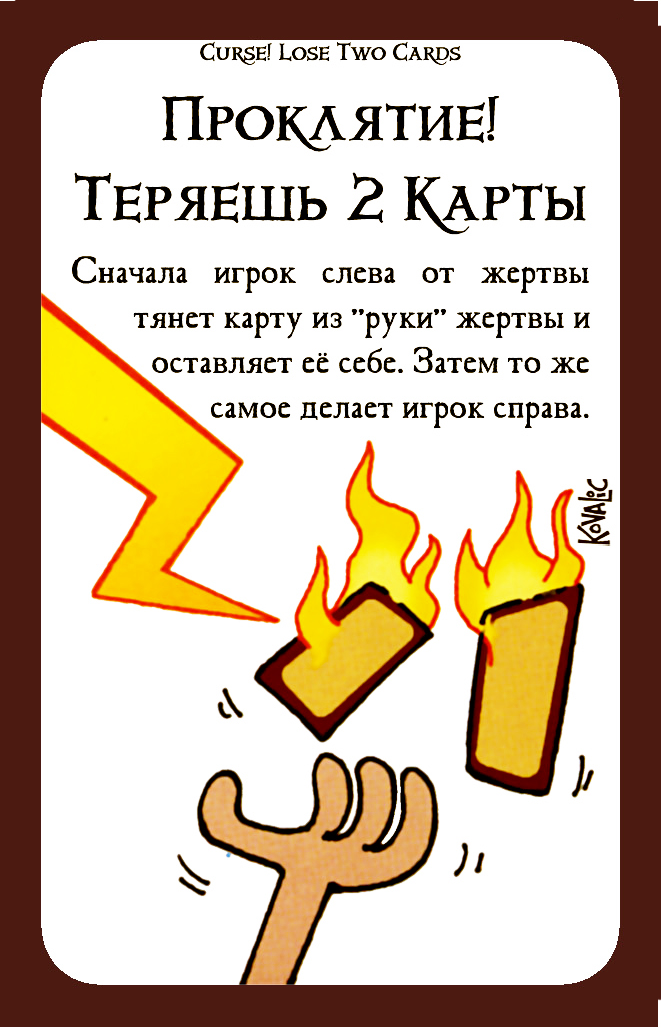 Curse! Lose Two Cards
Проклятие!
Теряешь 2 Карты
Сначала игрок слева от жертвы
тянет карту из "руки" жертвы и
оставляет её себе. Затем то же
самое делает игрок справа.
KOVALIC